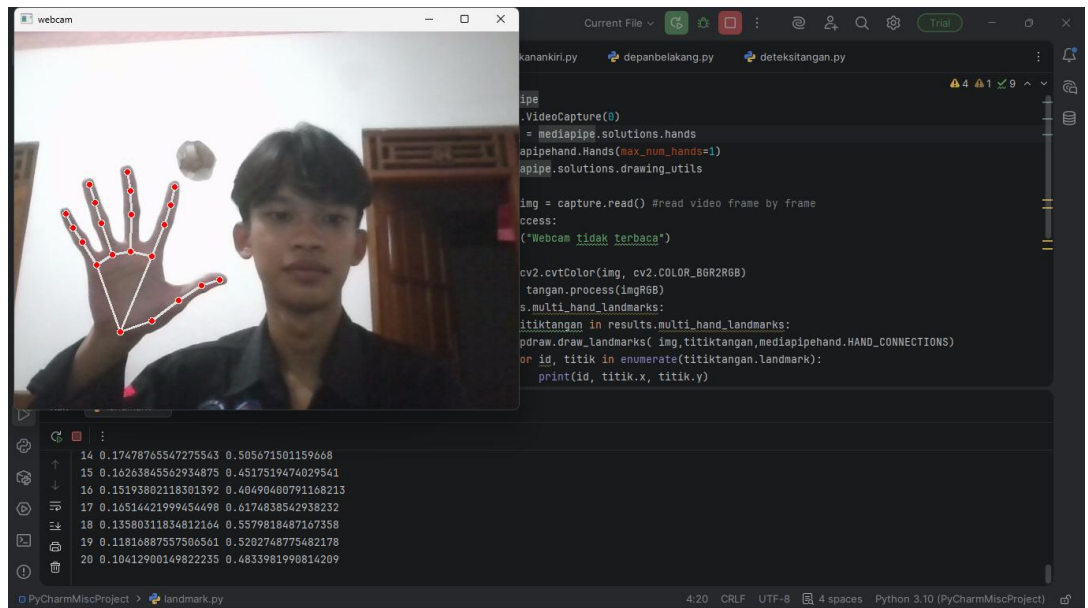 webcam
Current File
Trial
kanankiri.py
depanbelakang.py
deteksitangan.py
4 1 9
ipe
.VideoCapture(0)
= mediapipe.solutions.hands
apipehand.Hands(max_num_hands=1)
apipe.solutions.drawing_utils
img = capture.read() #read video frame by frame
ccess:
("Webcam tidak terbaca")
cv2.cvtColor(img, cv2.COLOR_BGR2RGB)
tangan.process(imgRGB)
s.multi_hand_landmarks:
itiktangan in results.multi_hand_landmarks:
pdraw.draw_landmarks( img,titiktangan,mediapipehand.HAND_CONNECTIONS)
or id, titik in enumerate(titiktangan.landmark):
print(id, titik.x, titik.y)
14 0.17478765547275543 0.505671501159668
15 0.16263845562934875 0.4517519474029541
16 0.15193802118301392 0.40490400791168213
17 0.16514421999454498 0.6174838542938232
18 0.13580311834812164 0.5579818487167358
19 0.11816887557506561 0.5202748775482178
20 0.10412900149822235 0.4833981990814209
PyCharmMiscProject > landmark.py
4:20 CRLF UTF-8 4 spaces Python 3.10 (PyCharmMiscProject)